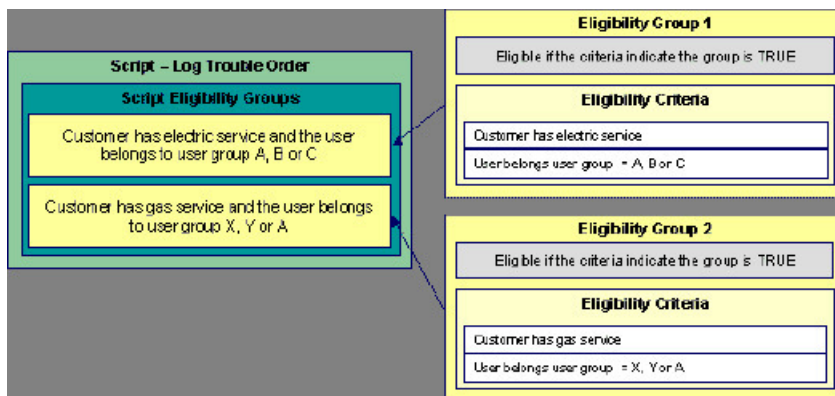 Script – Log Trouble Order
Script Eligibility Groups
Customer has electric service and the user
belongs to user group A, B or C
Customer has gas service and the user belongs
to user group X, Y or A
Eligibility Group 1
Eligible if the criteria indicate the group is TRUE
Eligibility Criteria
Customer has electric service
User belongs user group = A, B or C
Eligibility Group 2
Eligible if the criteria indicate the group is TRUE
Eligibility Criteria
Customer has gas service
User belongs user group = X, Y or A